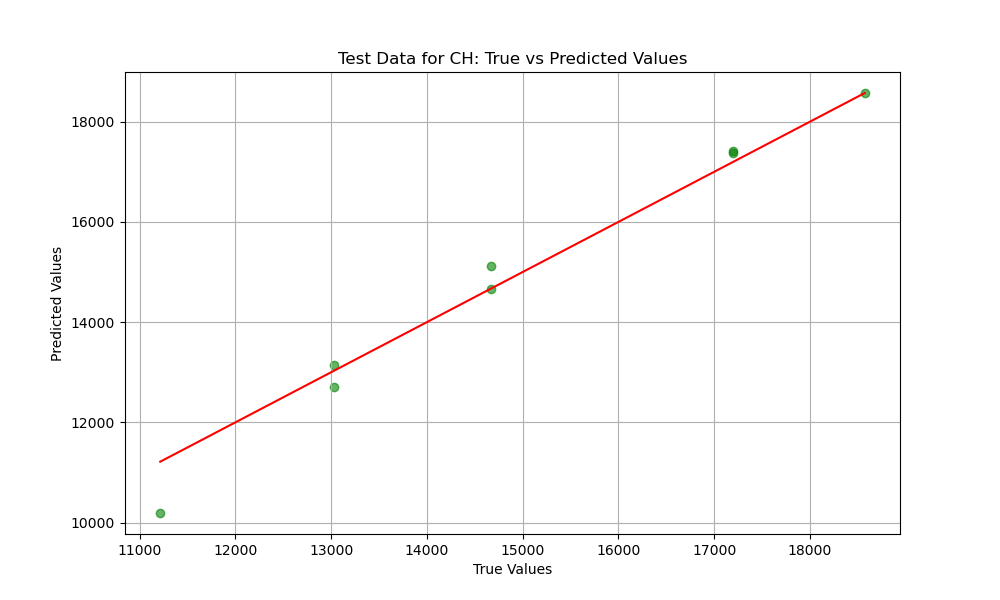 Test Data for CH: True vs Predicted Values
18000
16000
14000
12000
10000
Predicted Values
11000 12000 13000 14000 15000 16000 17000 18000
True Values